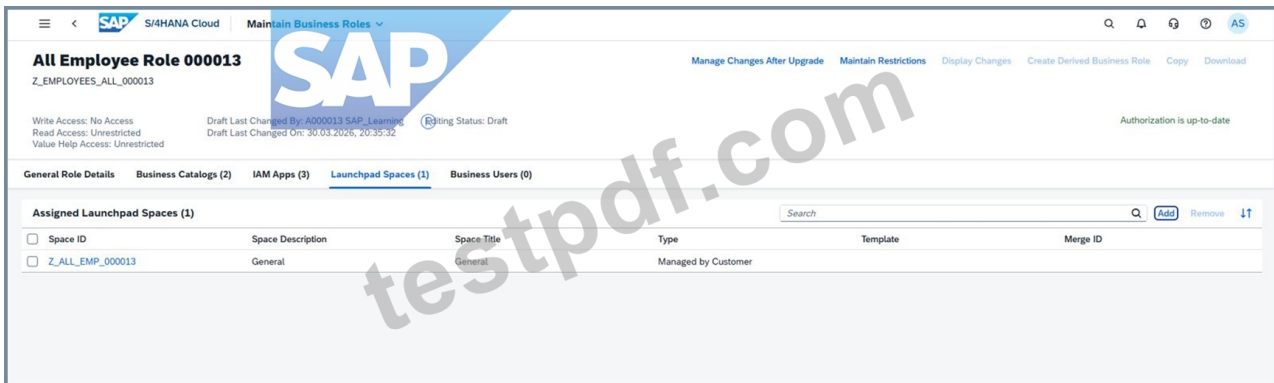 SAP S/4HANA Cloud Maintain Business Roles AS
SAP
All Employee Role 000013
Manage Changes After Upgrade Maintain Restrictions Display Changes Create Derived Business Role Copy Download
Z_EMPLOYEES_ALL_000013
Write Access: No Access Draft Last Changed By: A000013 SAP_Learning Editing Status: Draft Authorization is up-to-date
Read Access: Unrestricted Draft Last Changed On: 30.03.2026, 20:35:32
Value Help Access: Unrestricted
General Role Details Business Catalogs (2) IAM Apps (3) Launchpad Spaces (1) Business Users (0)
Assigned Launchpad Spaces (1) Search Add Remove
Space ID Space Description Space Title Type Template Merge ID
Z_ALL_EMP_000013 General General Managed by Customer
testpdf.com